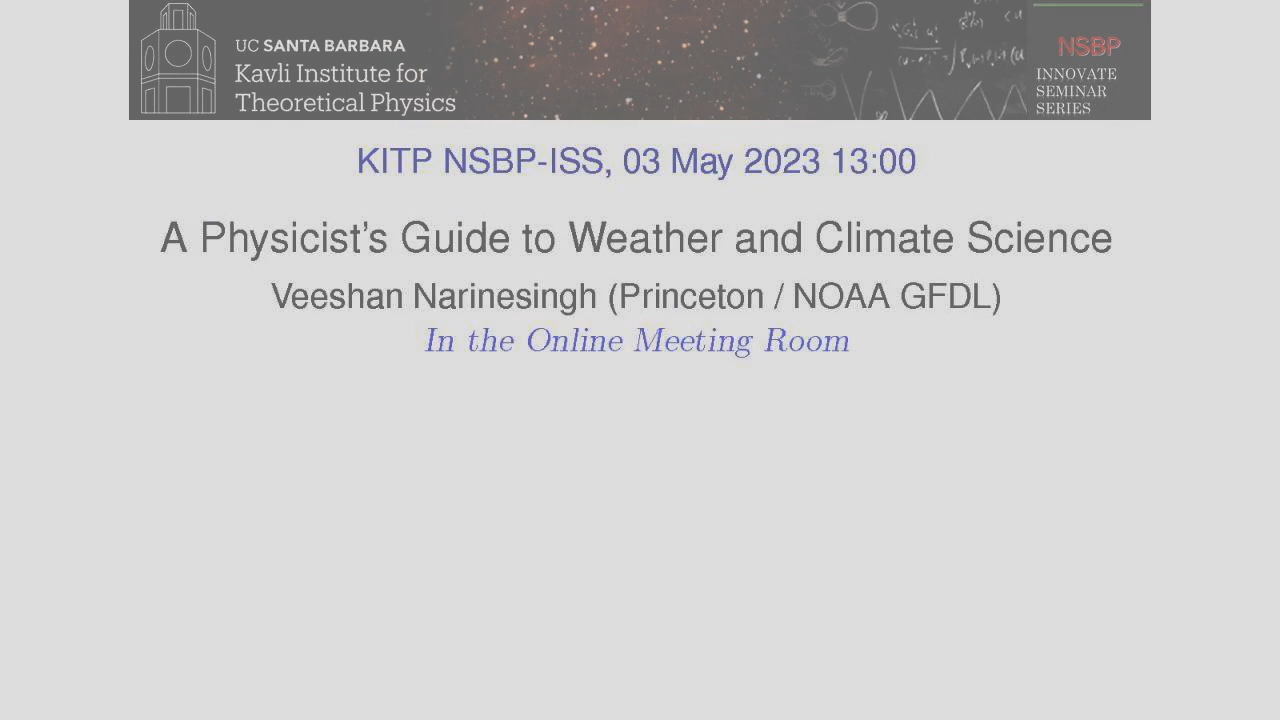 UC SANTA BARBARA
Kavli Institute for
Theoretical Physics
NSBP
INNOVATE
SEMINAR
SERIES
KITP NSBP-ISS, 03 May 2023 13:00
A Physicist's Guide to Weather and Climate Science
Veeshan Narinesingh (Princeton / NOAA GFDL)
In the Online Meeting Room